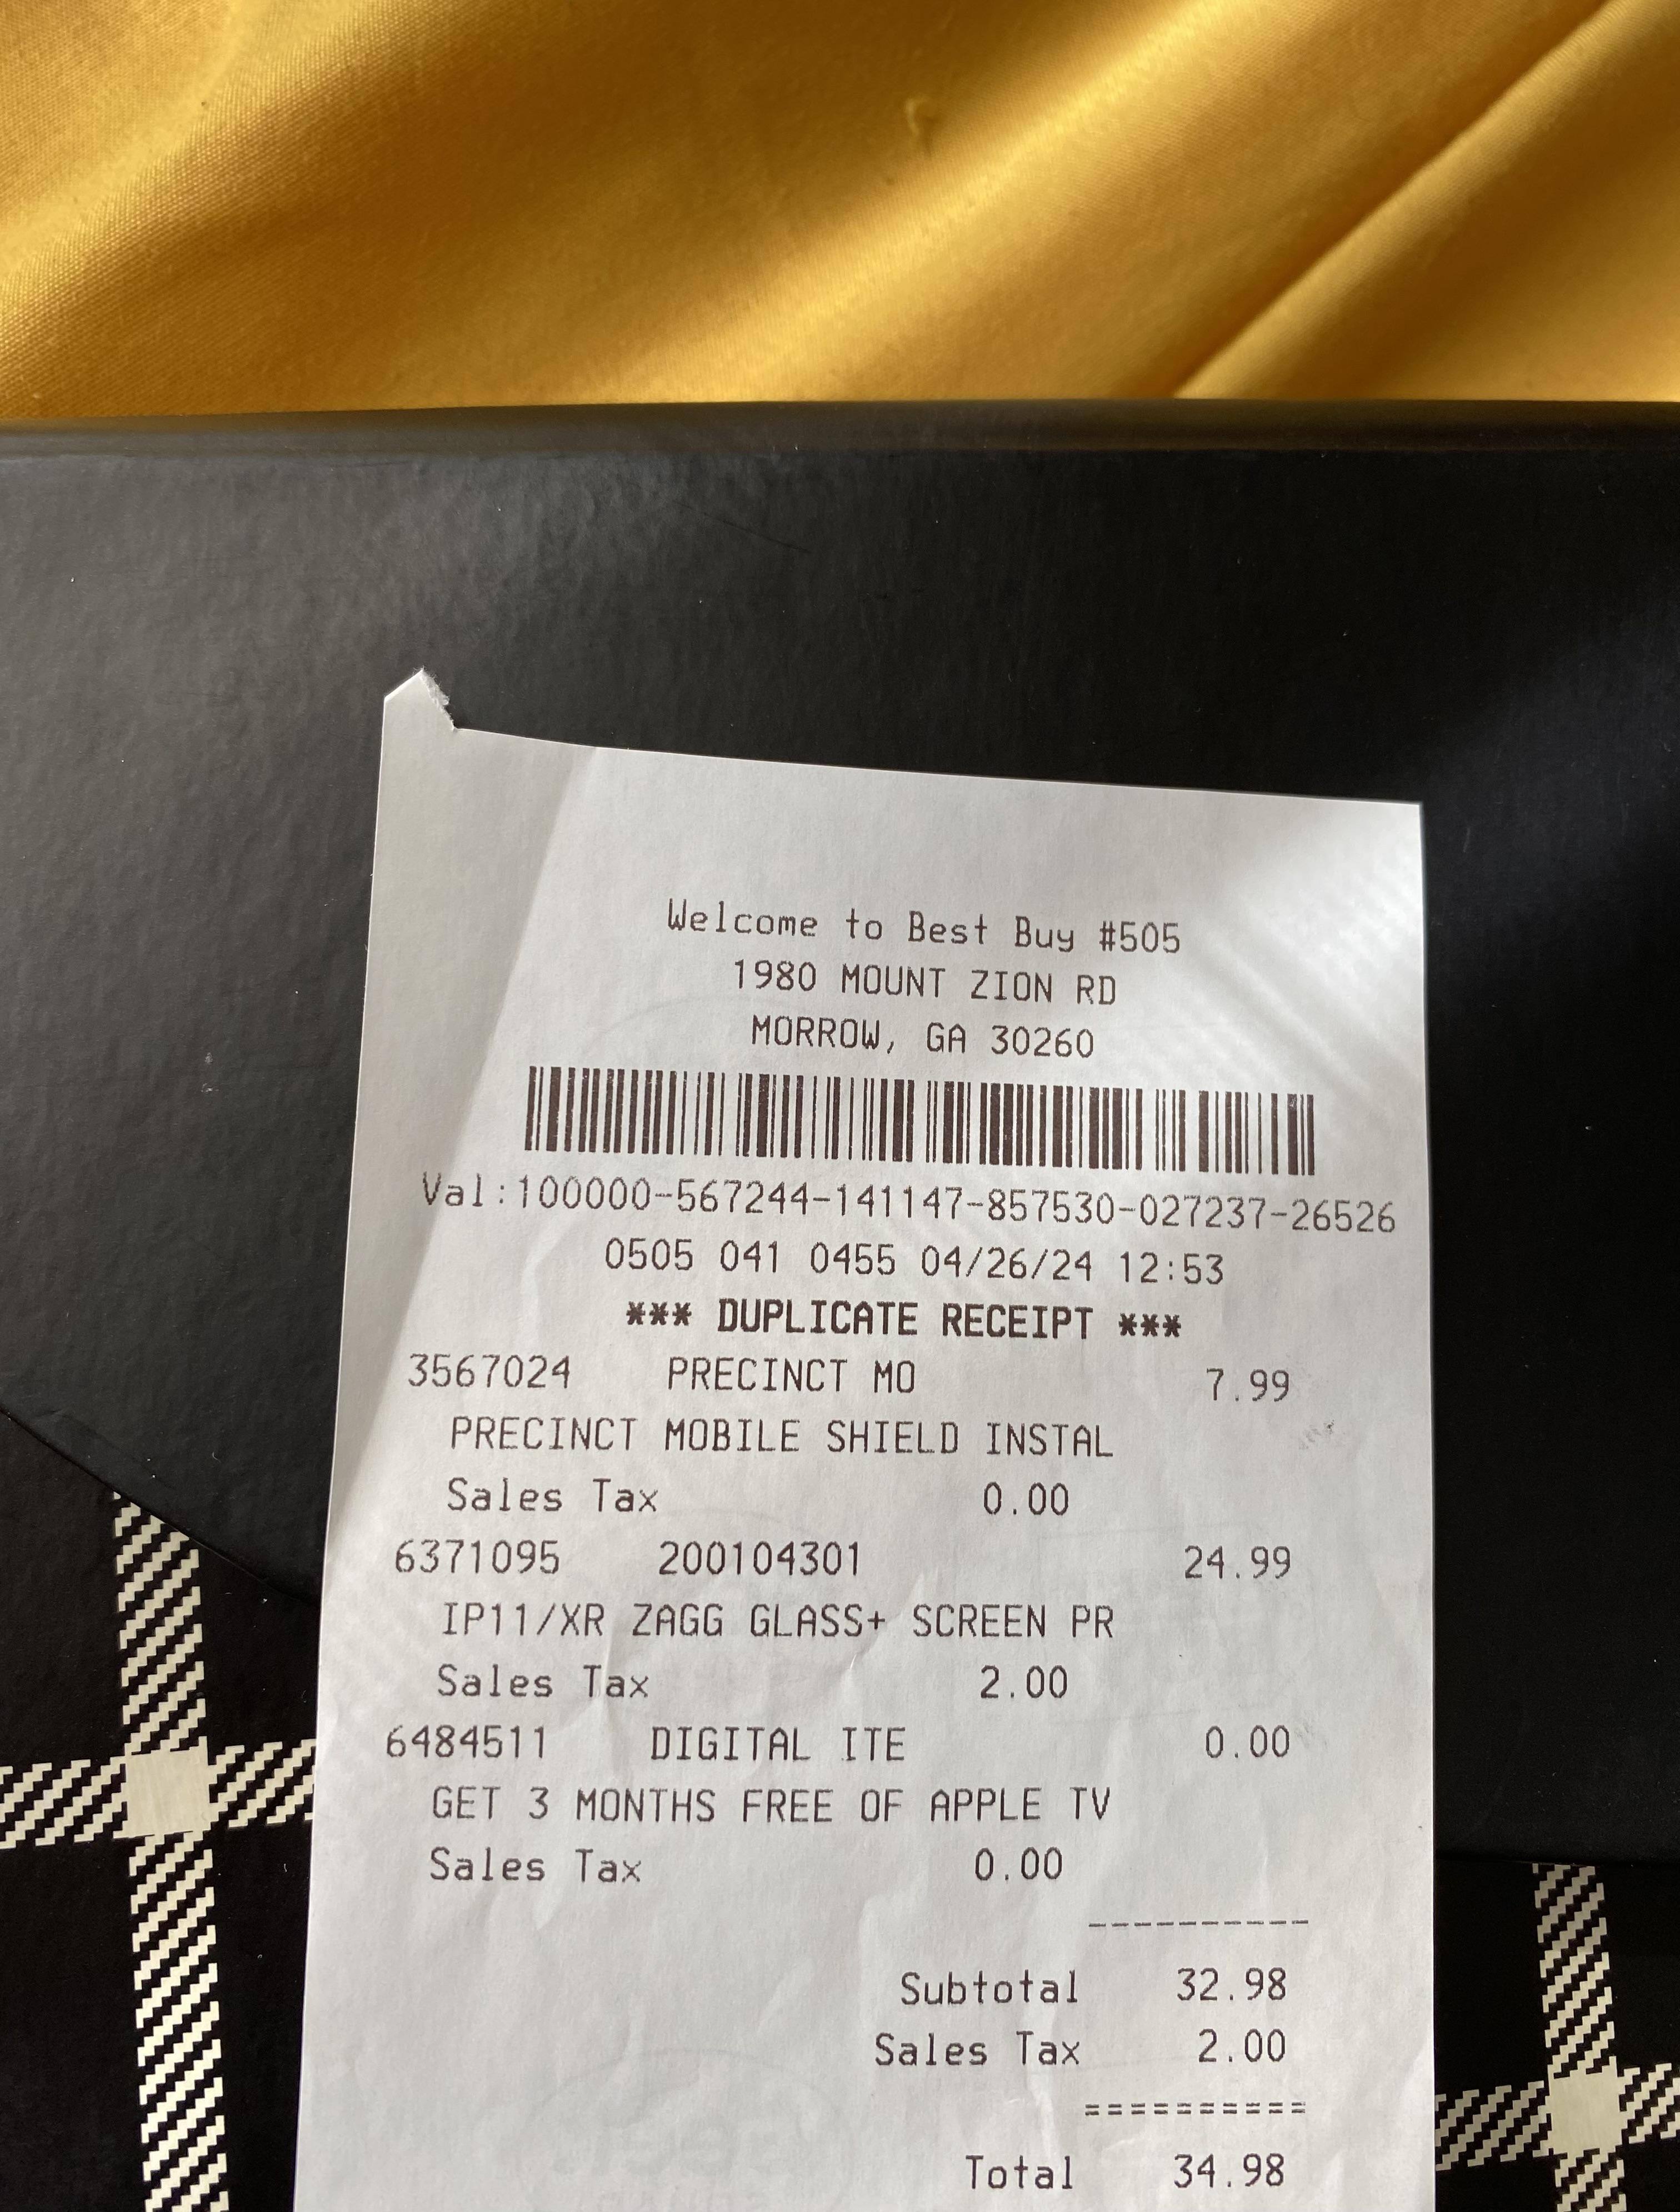 Welcome to Best Buy #505
1980 MOUNT ZION RD
MORROW, GA 30260
Val:100000-567244-141147-857530-027237-26526
0505 041 0455 04/26/24 12:53
*** DUPLICATE RECEIPT ***
3567024 PRECINCT MO 7.99
PRECINCT MOBILE SHIELD INSTAL
Sales Tax 0.00
6371095 200104301 24.99
IP11/XR ZAGG GLASS+ SCREEN PR
Sales Tax 2.00
6484511 DIGITAL ITE 0.00
GET 3 MONTHS FREE OF APPLE TV
Sales Tax 0.00
----------
Subtotal 32.98
Sales Tax 2.00
==========
Total 34.98